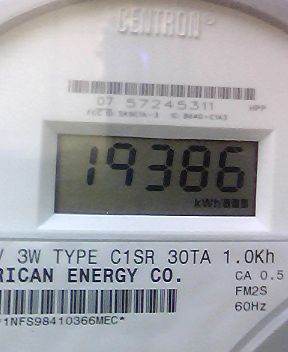 CENTRON®
07 57245311 HPP
19386
kWh
3W TYPE C1SR 30TA 1.0Kh
RICAN ENERGY CO. CA 0.5
FM2S
60Hz
1NFS98410366MEC*